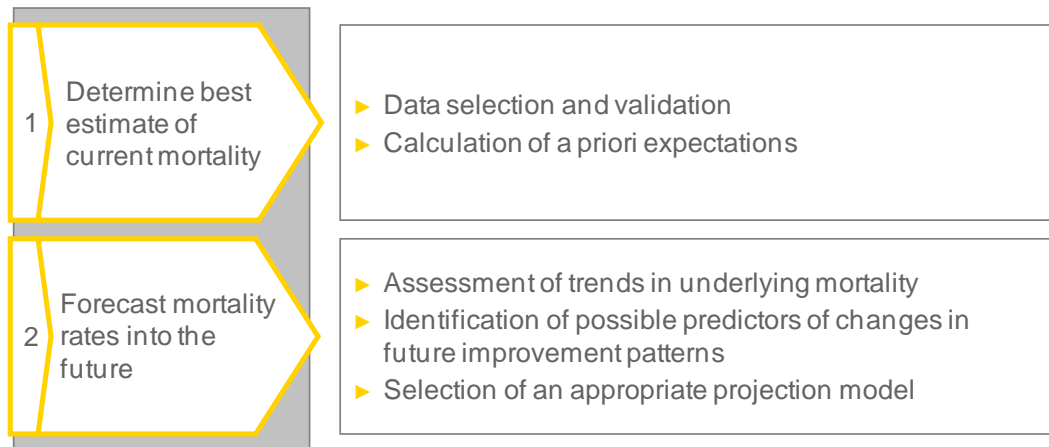 1
Determine best
estimate of
current mortality
► Data selection and validation
► Calculation of a priori expectations
2
Forecast mortality
rates into the
future
► Assessment of trends in underlying mortality
► Identification of possible predictors of changes in
future improvement patterns
► Selection of an appropriate projection model